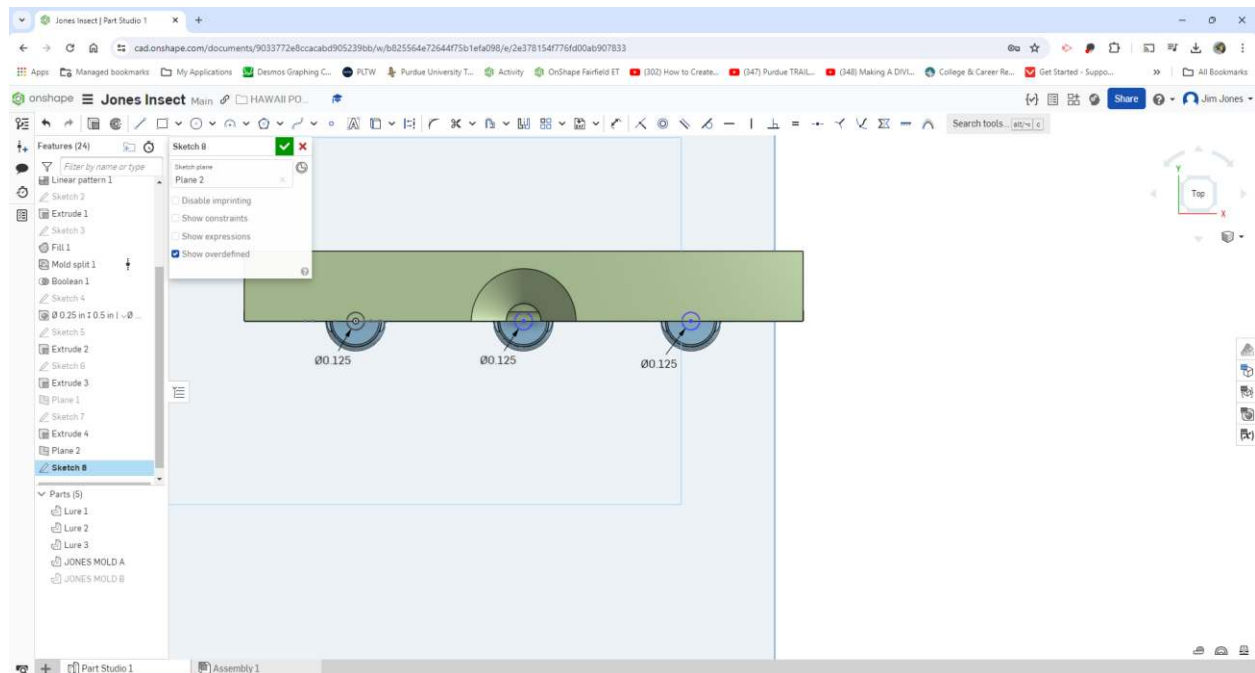 Jones Insect | Part Studio 1
cad.onshape.com/documents/9033772e8ccacabd905239bb/w/b825564e72644f75b1efa098/e/2e378154f776fd00ab907833
Apps Managed bookmarks My Applications Desmos Graphing C... PLTW Purdue University T... Activity OnShape Fairfield ET (302) How to Create... (347) Purdue TRAIL... (348) Making A DIVI... College & Career Re... Get Started - Suppo... All Bookmarks
onshape Jones Insect Main HAWAII PO... Share Jim Jones
Search tools... alt/⌥ c
Features (24)
Filter by name or type
Linear pattern 1
Sketch 2
Extrude 1
Sketch 3
Fill 1
Mold split 1
Boolean 1
Sketch 4
Ø 0.25 in ↧ 0.5 in | ⌵Ø ...
Sketch 5
Extrude 2
Sketch 6
Extrude 3
Plane 1
Sketch 7
Extrude 4
Plane 2
Sketch 8
Parts (5)
Lure 1
Lure 2
Lure 3
JONES MOLD A
JONES MOLD B
Sketch 8
Sketch plane
Plane 2
Disable imprinting
Show constraints
Show expressions
Show overdefined
Ø0.125
Ø0.125
Ø0.125
Y
Top
X
Part Studio 1
Assembly 1